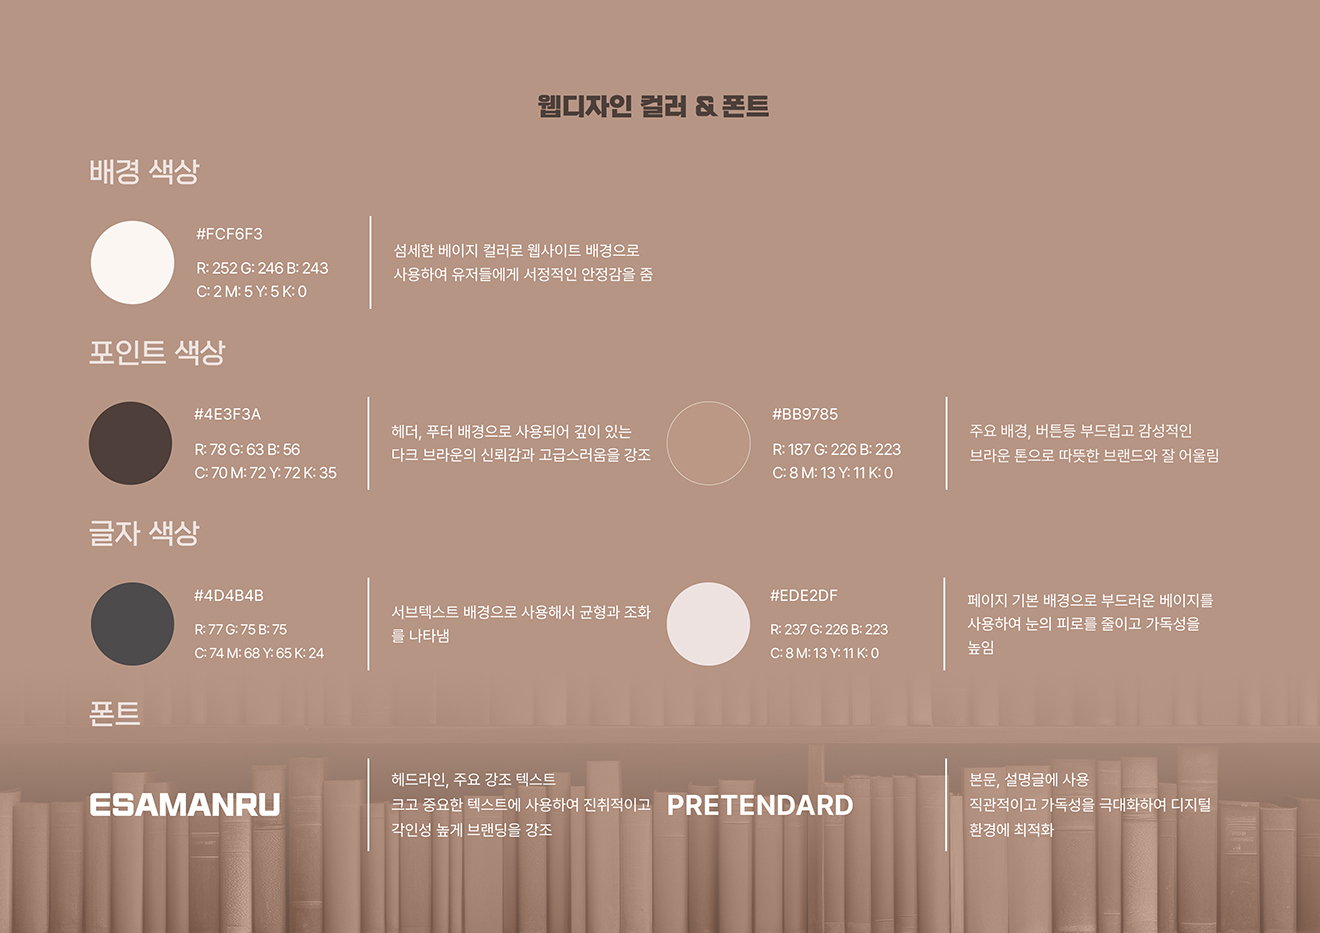 웹디자인 컬러 & 폰트
배경 색상
#FCF6F3
R: 252 G: 246 B: 243
C: 2 M: 5 Y: 5 K: 0
섬세한 베이지 컬러로 웹사이트 배경으로
사용하여 유저들에게 서정적인 안정감을 줌
포인트 색상
#4E3F3A
R: 78 G: 63 B: 56
C: 70 M: 72 Y: 72 K: 35
헤더, 푸터 배경으로 사용되어 깊이 있는
다크 브라운의 신뢰감과 고급스러움을 강조
#BB9785
R: 187 G: 226 B: 223
C: 8 M: 13 Y: 11 K: 0
주요 배경, 버튼등 부드럽고 감성적인
브라운 톤으로 따뜻한 브랜드와 잘 어울림
글자 색상
#4D4B4B
R: 77 G: 75 B: 75
C: 74 M: 68 Y: 65 K: 24
서브텍스트 배경으로 사용해서 균형과 조화
를 나타냄
#EDE2DF
R: 237 G: 226 B: 223
C: 8 M: 13 Y: 11 K: 0
페이지 기본 배경으로 부드러운 베이지를
사용하여 눈의 피로를 줄이고 가독성을
높임
폰트
ESAMANRU
헤드라인, 주요 강조 텍스트
크고 중요한 텍스트에 사용하여 진취적이고
각인성 높게 브랜딩을 강조
PRETENDARD
본문, 설명글에 사용
직관적이고 가독성을 극대화하여 디지털
환경에 최적화